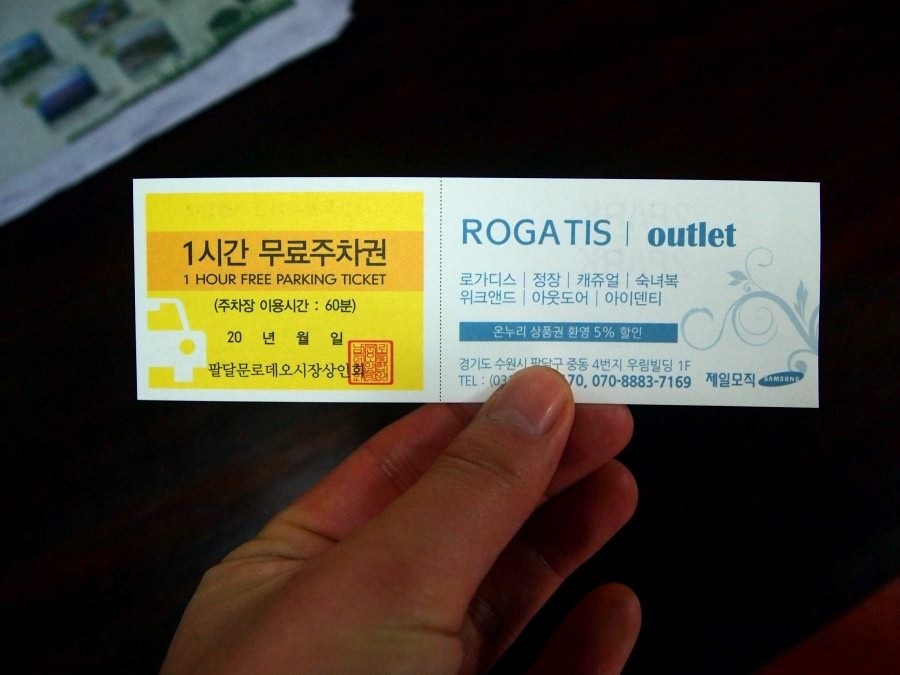 1시간 무료주차권
1 HOUR FREE PARKING TICKET
(주차장 이용시간 : 60분)
20 년 월 일
팔달문로데오시장상인회
ROGATIS | outlet
로가디스 | 정장 | 캐쥬얼 | 숙녀복
위크앤드 | 아웃도어 | 아이덴티
온누리 상품권 환영 5% 할인
경기도 수원시 팔달구 중동 4번지 우림빌딩 1F
TEL : (03 170, 070-8883-7169
제일모직 SAMSUNG